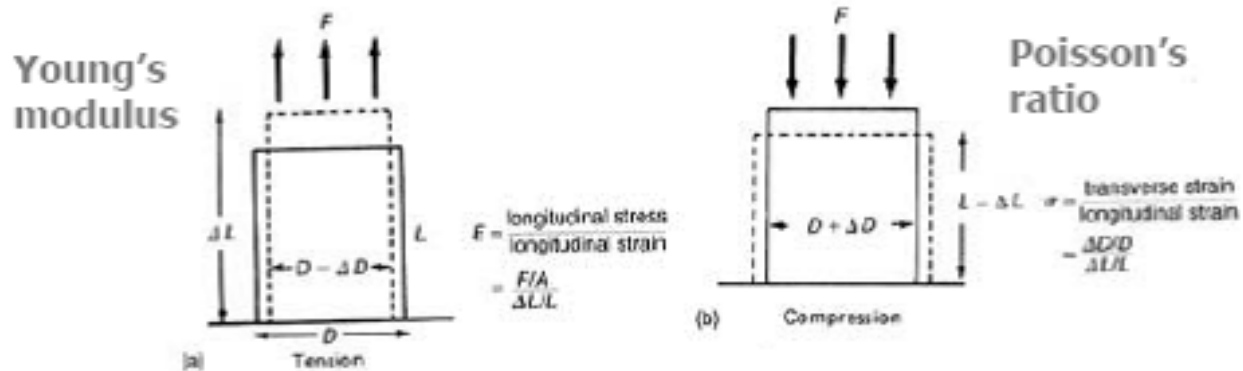 Young's
modulus
F
ΔL
L
D – ΔD
D
E = longitudinal stress
longitudinal strain
= F/A
ΔL/L
(a)
Tension
Poisson's
ratio
F
D + ΔD
L – ΔL
σ = transverse strain
longitudinal strain
= ΔD/D
ΔL/L
(b)
Compression